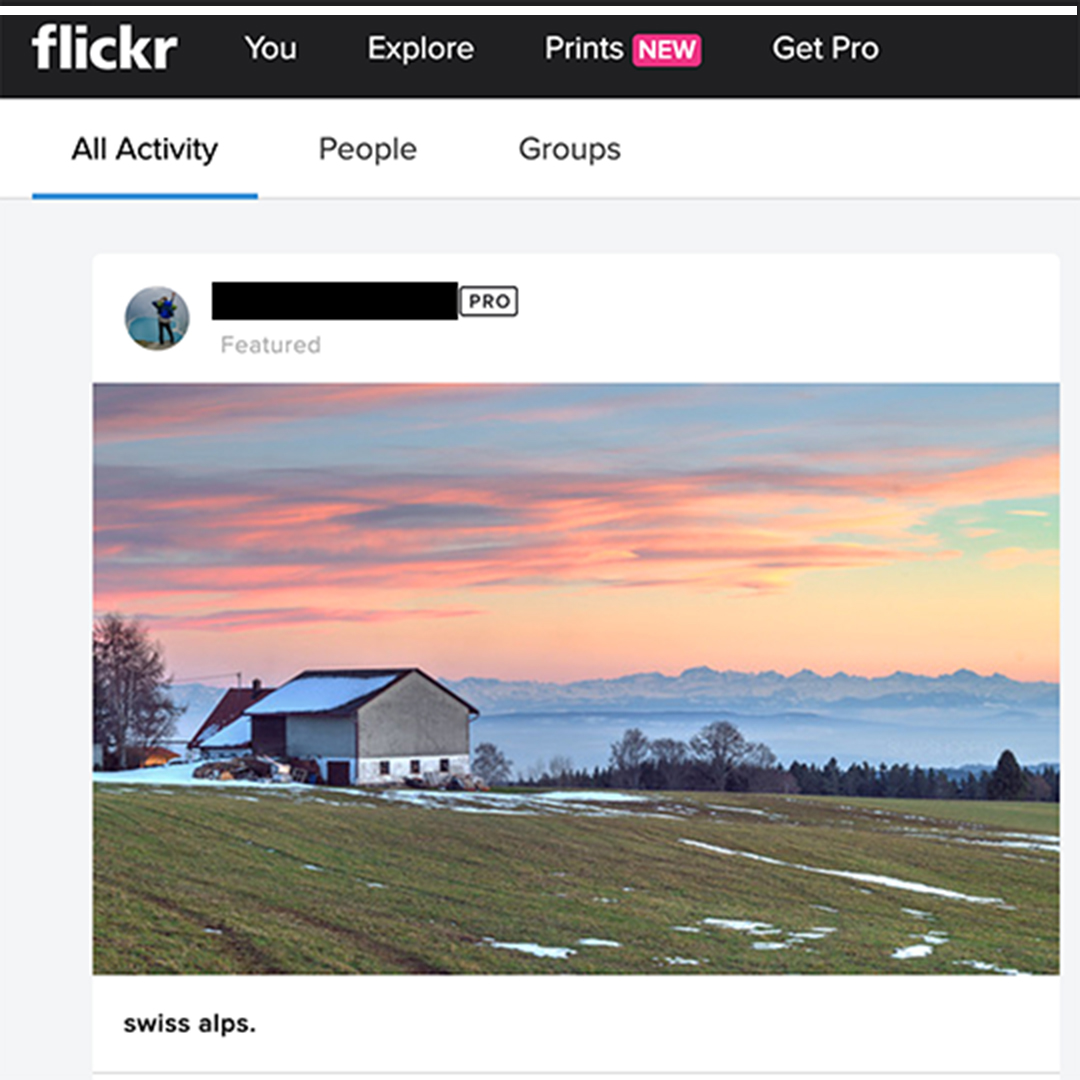 flickr You Explore Prints NEW Get Pro
All Activity People Groups
PRO
Featured
swiss alps.